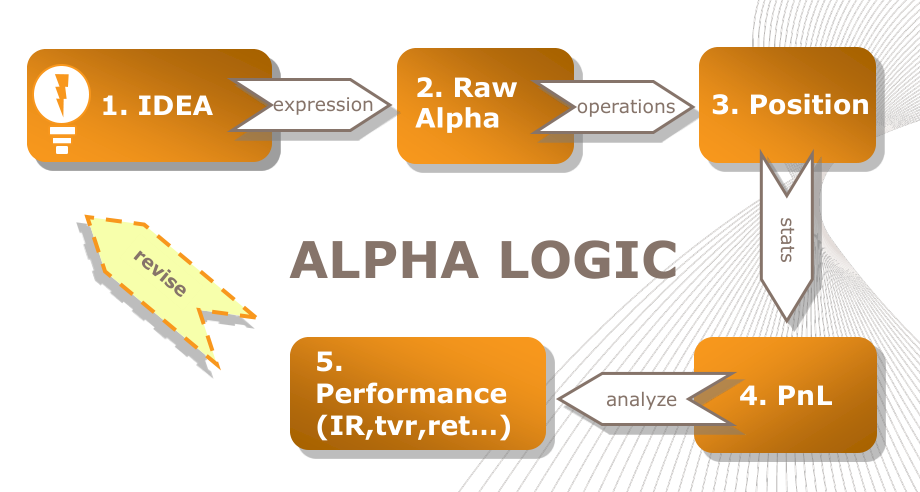 1. IDEA
expression
2. Raw
Alpha
operations
3. Position
stats
revise
ALPHA LOGIC
5.
Performance
(IR,tvr,ret...)
analyze
4. PnL